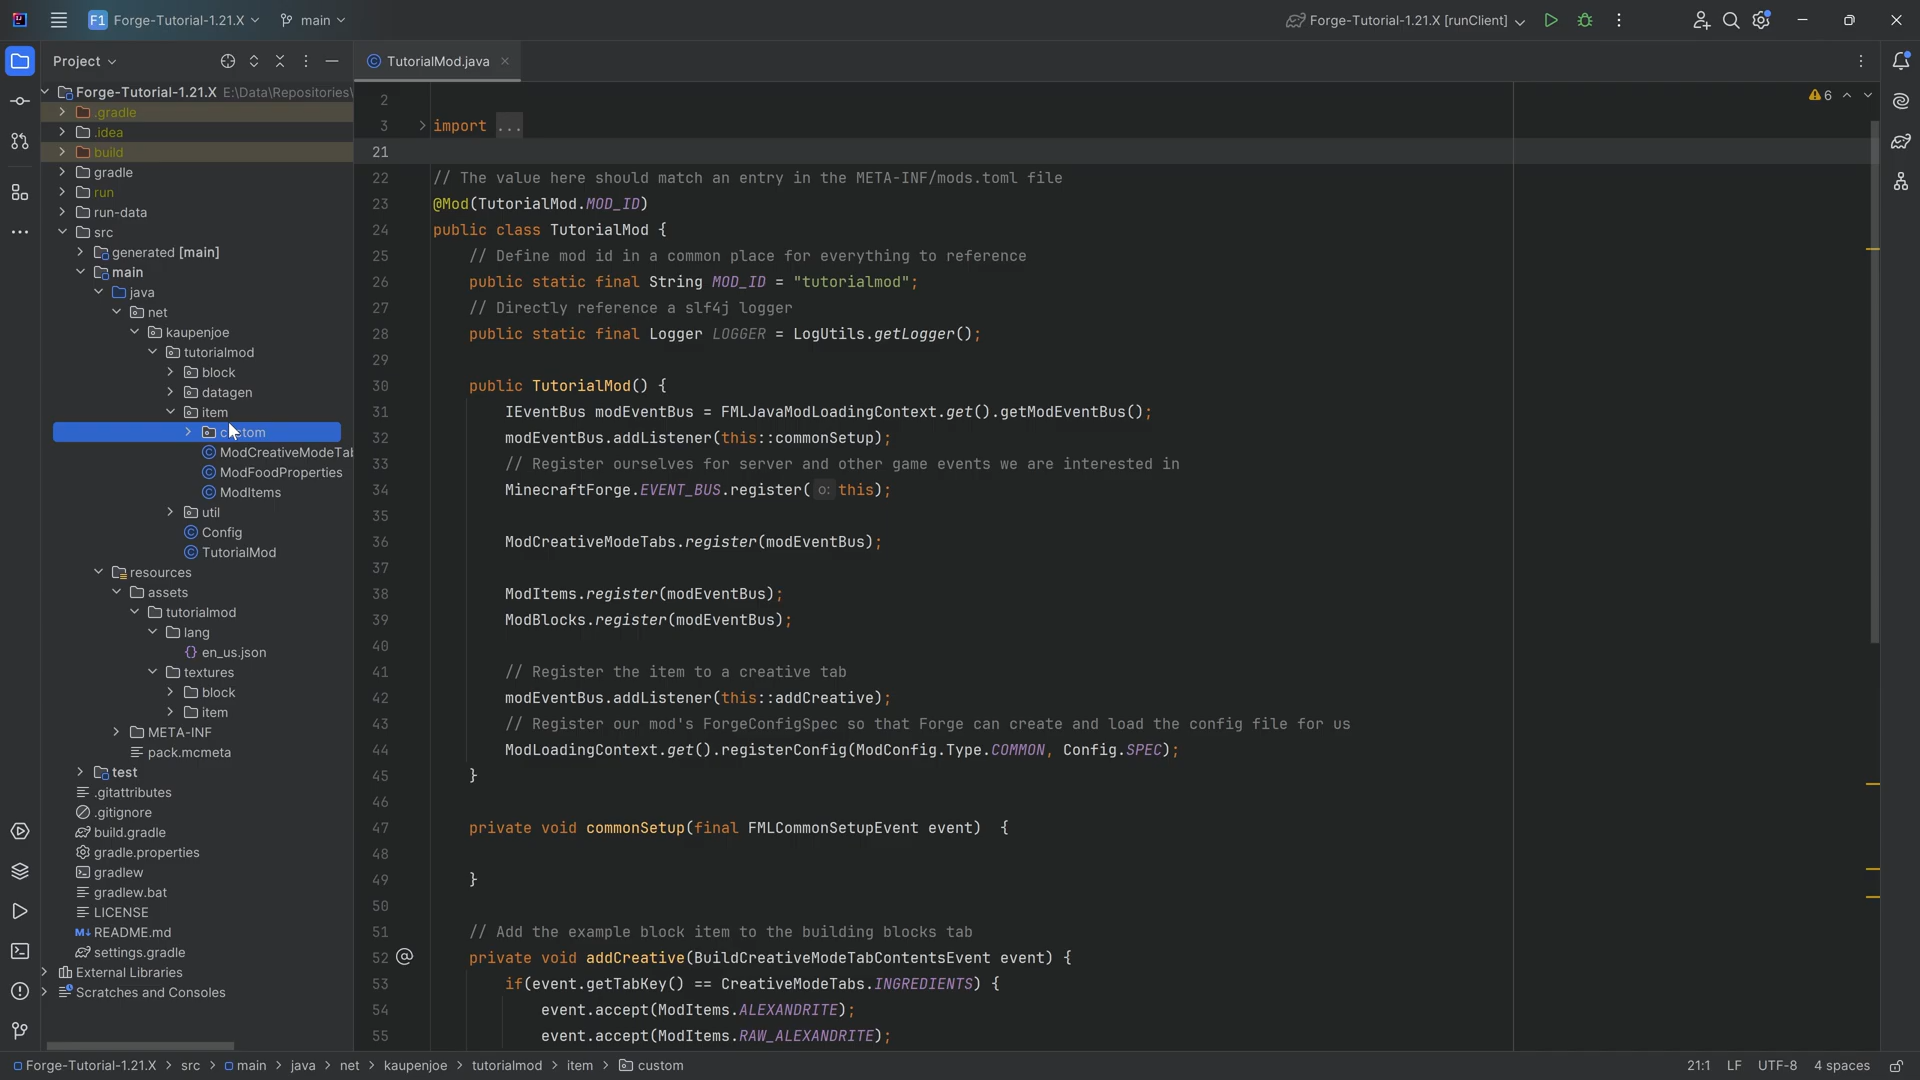 F1 Forge-Tutorial-1.21.X main Forge-Tutorial-1.21.X [runClient]
Project
Forge-Tutorial-1.21.X E:\Data\Repositories\
.gradle
.idea
build
gradle
run
run-data
src
generated [main]
main
java
net
kaupenjoe
tutorialmod
block
datagen
item
custom
ModCreativeModeTab
ModFoodProperties
ModItems
util
Config
TutorialMod
resources
assets
tutorialmod
lang
{} en_us.json
textures
block
item
META-INF
pack.mcmeta
test
.gitattributes
.gitignore
build.gradle
gradle.properties
gradlew
gradlew.bat
LICENSE
M↓ README.md
settings.gradle
External Libraries
Scratches and Consoles
TutorialMod.java
6
2
3 import ...
21
22 // The value here should match an entry in the META-INF/mods.toml file
23 @Mod(TutorialMod.MOD_ID)
24 public class TutorialMod {
25 // Define mod id in a common place for everything to reference
26 public static final String MOD_ID = "tutorialmod";
27 // Directly reference a slf4j logger
28 public static final Logger LOGGER = LogUtils.getLogger();
29
30 public TutorialMod() {
31 IEventBus modEventBus = FMLJavaModLoadingContext.get().getModEventBus();
32 modEventBus.addListener(this::commonSetup);
33 // Register ourselves for server and other game events we are interested in
34 MinecraftForge.EVENT_BUS.register( o: this);
35
36 ModCreativeModeTabs.register(modEventBus);
37
38 ModItems.register(modEventBus);
39 ModBlocks.register(modEventBus);
40
41 // Register the item to a creative tab
42 modEventBus.addListener(this::addCreative);
43 // Register our mod's ForgeConfigSpec so that Forge can create and load the config file for us
44 ModLoadingContext.get().registerConfig(ModConfig.Type.COMMON, Config.SPEC);
45 }
46
47 private void commonSetup(final FMLCommonSetupEvent event) {
48
49 }
50
51 // Add the example block item to the building blocks tab
52 private void addCreative(BuildCreativeModeTabContentsEvent event) {
53 if(event.getTabKey() == CreativeModeTabs.INGREDIENTS) {
54 event.accept(ModItems.ALEXANDRITE);
55 event.accept(ModItems.RAW_ALEXANDRITE);
Forge-Tutorial-1.21.X > src > main > java > net > kaupenjoe > tutorialmod > item > custom 21:1 LF UTF-8 4 spaces